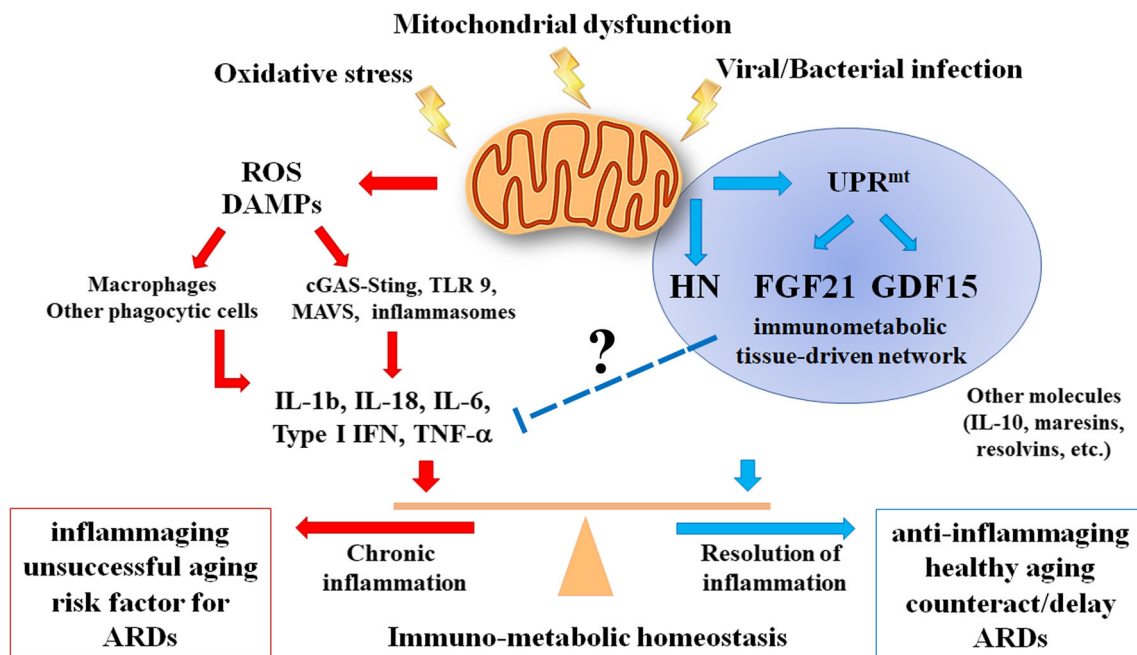 Mitochondrial dysfunction
Oxidative stress
Viral/Bacterial infection
ROS
DAMPs
UPRmt
Macrophages
Other phagocytic cells
cGAS-Sting, TLR 9,
MAVS, inflammasomes
HN
FGF21
GDF15
immunometabolic
tissue-driven network
?
IL-1b, IL-18, IL-6,
Type I IFN, TNF-α
Other molecules
(IL-10, maresins,
resolvins, etc.)
inflammaging
unsuccessful aging
risk factor for
ARDs
Chronic
inflammation
Resolution of
inflammation
anti-inflammaging
healthy aging
counteract/delay
ARDs
Immuno-metabolic homeostasis